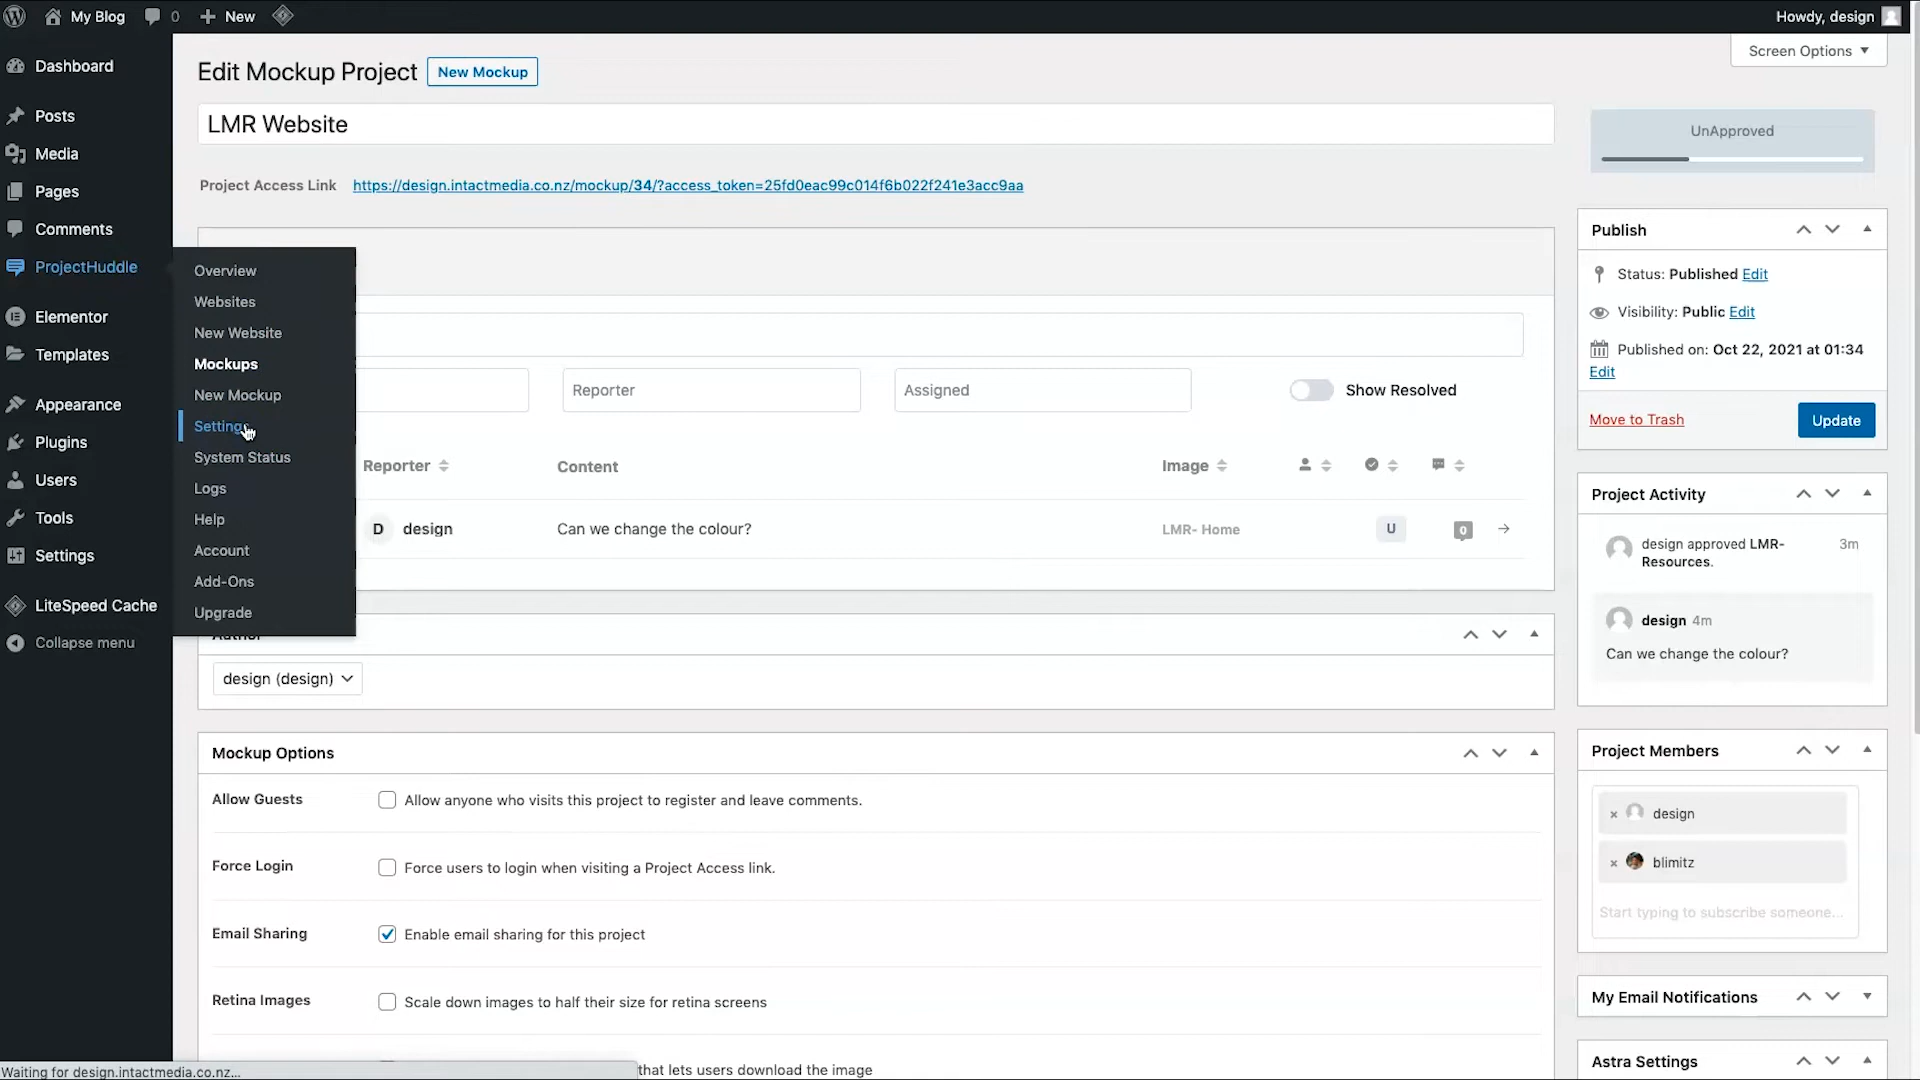 My Blog 0 New Howdy, design
Screen Options
Dashboard
Posts
Media
Pages
Comments
ProjectHuddle
Elementor
Templates
Appearance
Plugins
Users
Tools
Settings
LiteSpeed Cache
Collapse menu
Overview
Websites
New Website
Mockups
New Mockup
System Status
Logs
Help
Account
Add-Ons
Upgrade
Edit Mockup Project New Mockup
LMR Website
Project Access Link https://design.intactmedia.co.nz/mockup/34/?access_token=25fd0eac99c014f6b022f241e3acc9aa
Reporter Assigned Show Resolved
Reporter Content Image
D design Can we change the colour? LMR- Home U 0
design (design)
Mockup Options
Allow Guests Allow anyone who visits this project to register and leave comments.
Force Login Force users to login when visiting a Project Access link.
Email Sharing Enable email sharing for this project
Retina Images Scale down images to half their size for retina screens
that lets users download the image
UnApproved
Publish
Status: Published Edit
Visibility: Public Edit
Published on: Oct 22, 2021 at 01:34
Edit
Move to Trash Update
Project Activity
design approved LMR- 3m
Resources.
design 4m
Can we change the colour?
Project Members
× design
× blimitz
Start typing to subscribe someone...
My Email Notifications
Astra Settings
Waiting for design.intactmedia.co.nz...